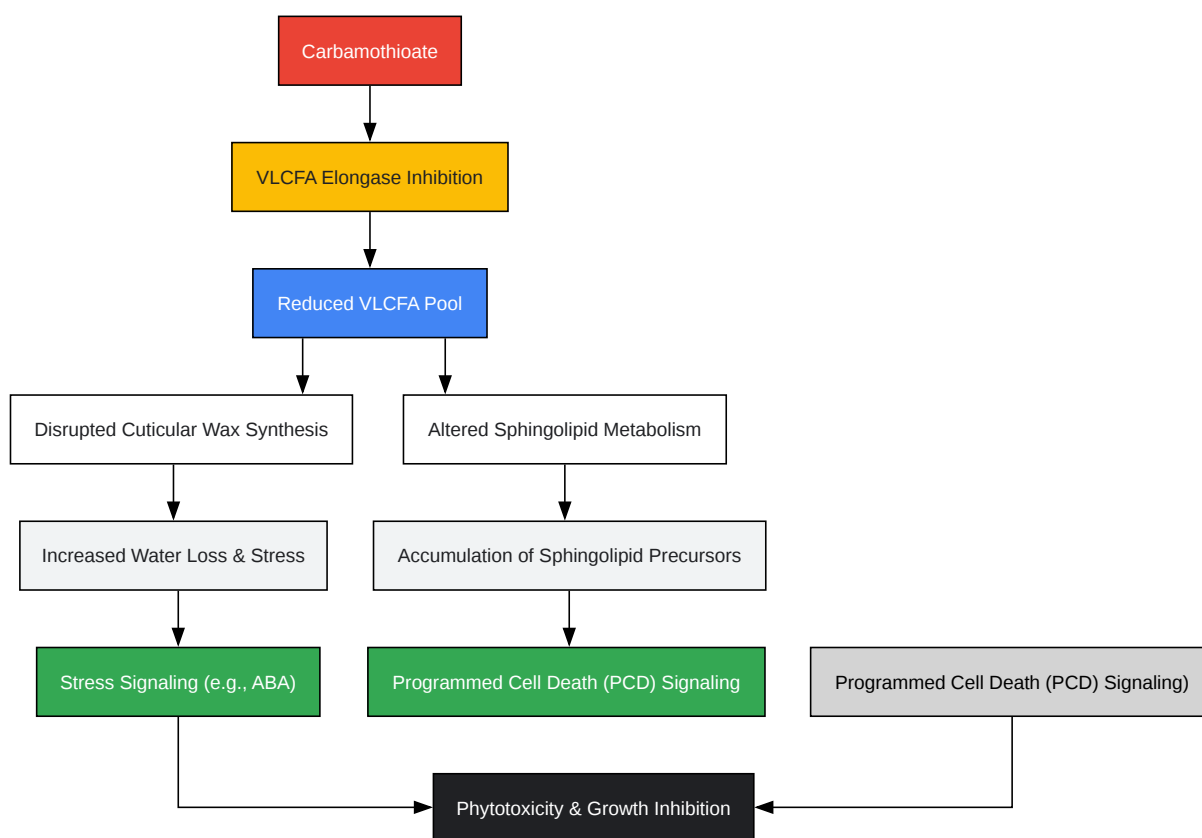 Carbamothioate
VLCFA Elongase Inhibition
Reduced VLCFA Pool
Disrupted Cuticular Wax Synthesis
Altered Sphingolipid Metabolism
Increased Water Loss & Stress
Accumulation of Sphingolipid Precursors
Stress Signaling (e.g., ABA)
Programmed Cell Death (PCD) Signaling
Programmed Cell Death (PCD) Signaling)
Phytotoxicity & Growth Inhibition